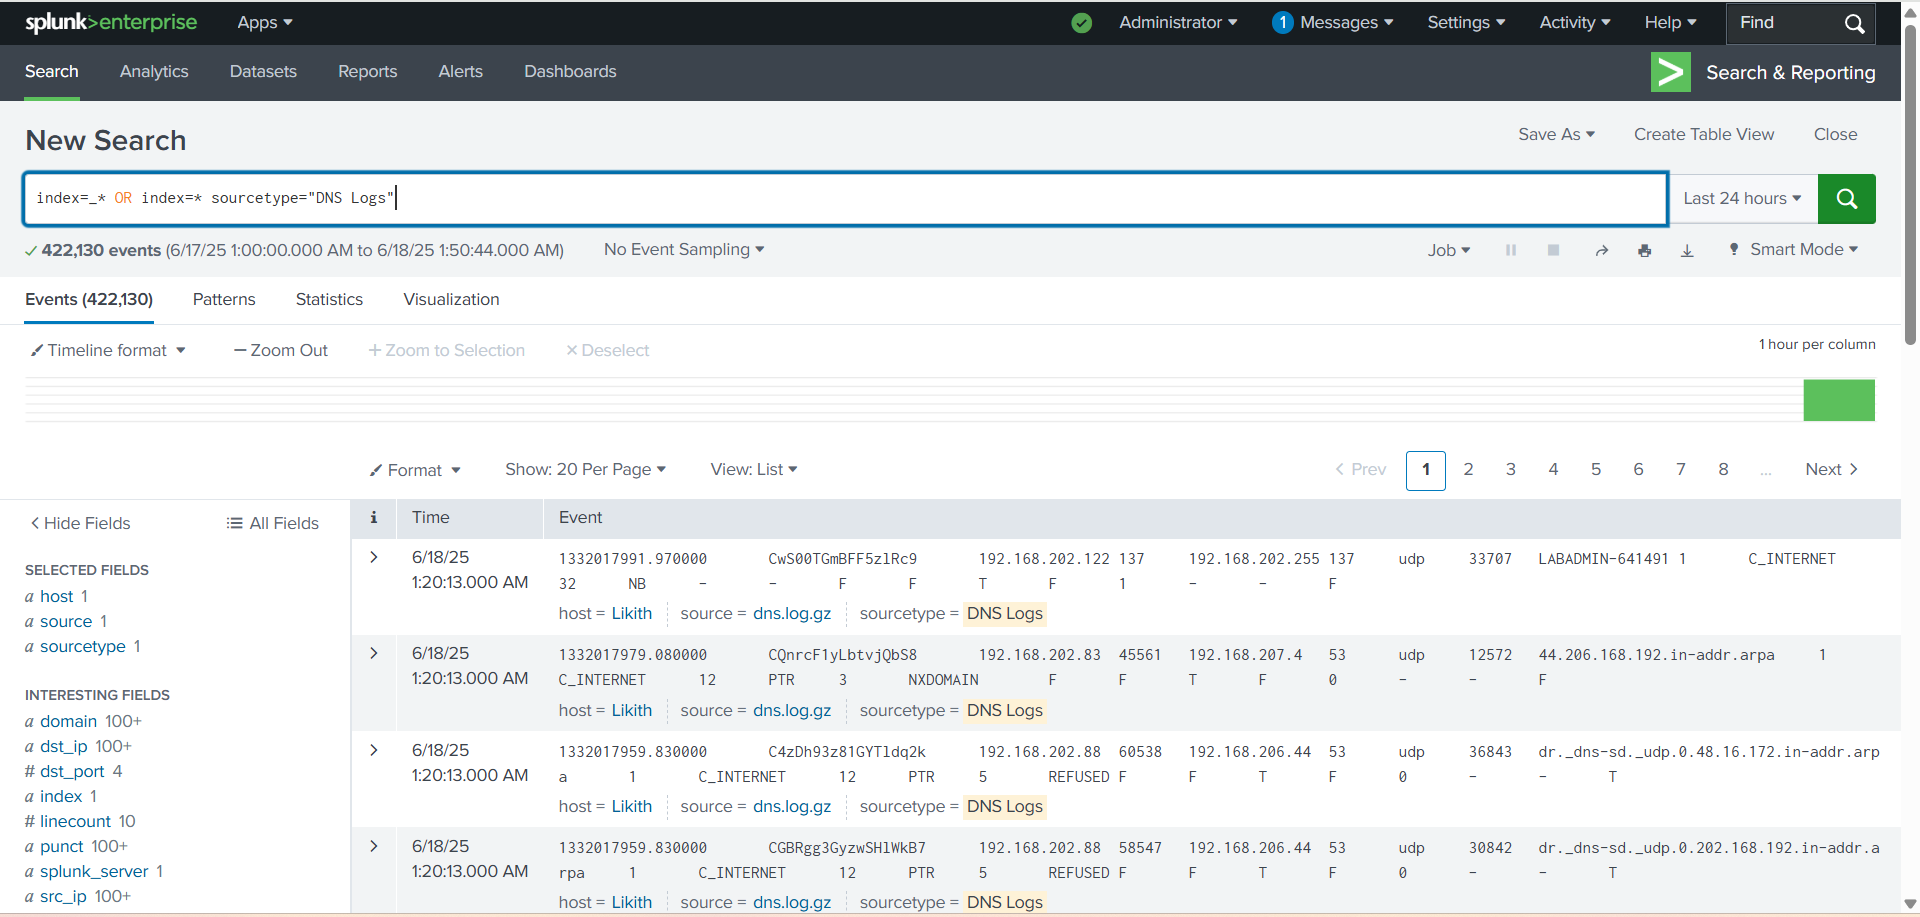 splunk>enterprise Apps Administrator 1 Messages Settings Activity Help Find
Search Analytics Datasets Reports Alerts Dashboards Search & Reporting
New Search Save As Create Table View Close
index=_* OR index=* sourcetype="DNS Logs" Last 24 hours
422,130 events (6/17/25 1:00:00.000 AM to 6/18/25 1:50:44.000 AM) No Event Sampling Job Smart Mode
Events (422,130) Patterns Statistics Visualization
Timeline format — Zoom Out + Zoom to Selection × Deselect 1 hour per column
Format Show: 20 Per Page View: List < Prev 1 2 3 4 5 6 7 8 ... Next >
< Hide Fields All Fields
SELECTED FIELDS
a host 1
a source 1
a sourcetype 1
INTERESTING FIELDS
a domain 100+
a dst_ip 100+
# dst_port 4
a index 1
# linecount 10
a punct 100+
a splunk_server 1
a src_ip 100+
i Time Event
6/18/25
1:20:13.000 AM
1332017991.970000 CwS00TGmBFF5zlRc9 192.168.202.122 137 192.168.202.255 137 udp 33707 LABADMIN-641491 1 C_INTERNET
32 NB - - F F T F 1 - - F
host = Likith source = dns.log.gz sourcetype = DNS Logs
6/18/25
1:20:13.000 AM
1332017979.080000 CQnrcF1yLbtvjQbS8 192.168.202.83 45561 192.168.207.4 53 udp 12572 44.206.168.192.in-addr.arpa 1
C_INTERNET 12 PTR 3 NXDOMAIN F F T F 0 - - F
host = Likith source = dns.log.gz sourcetype = DNS Logs
6/18/25
1:20:13.000 AM
1332017959.830000 C4zDh93z81GYTldq2k 192.168.202.88 60538 192.168.206.44 53 udp 36843 dr._dns-sd._udp.0.48.16.172.in-addr.arp
a 1 C_INTERNET 12 PTR 5 REFUSED F F T F 0 - - T
host = Likith source = dns.log.gz sourcetype = DNS Logs
6/18/25
1:20:13.000 AM
1332017959.830000 CGBRgg3GyzwSHlWkB7 192.168.202.88 58547 192.168.206.44 53 udp 30842 dr._dns-sd._udp.0.202.168.192.in-addr.a
rpa 1 C_INTERNET 12 PTR 5 REFUSED F F T F 0 - - T
host = Likith source = dns.log.gz sourcetype = DNS Logs